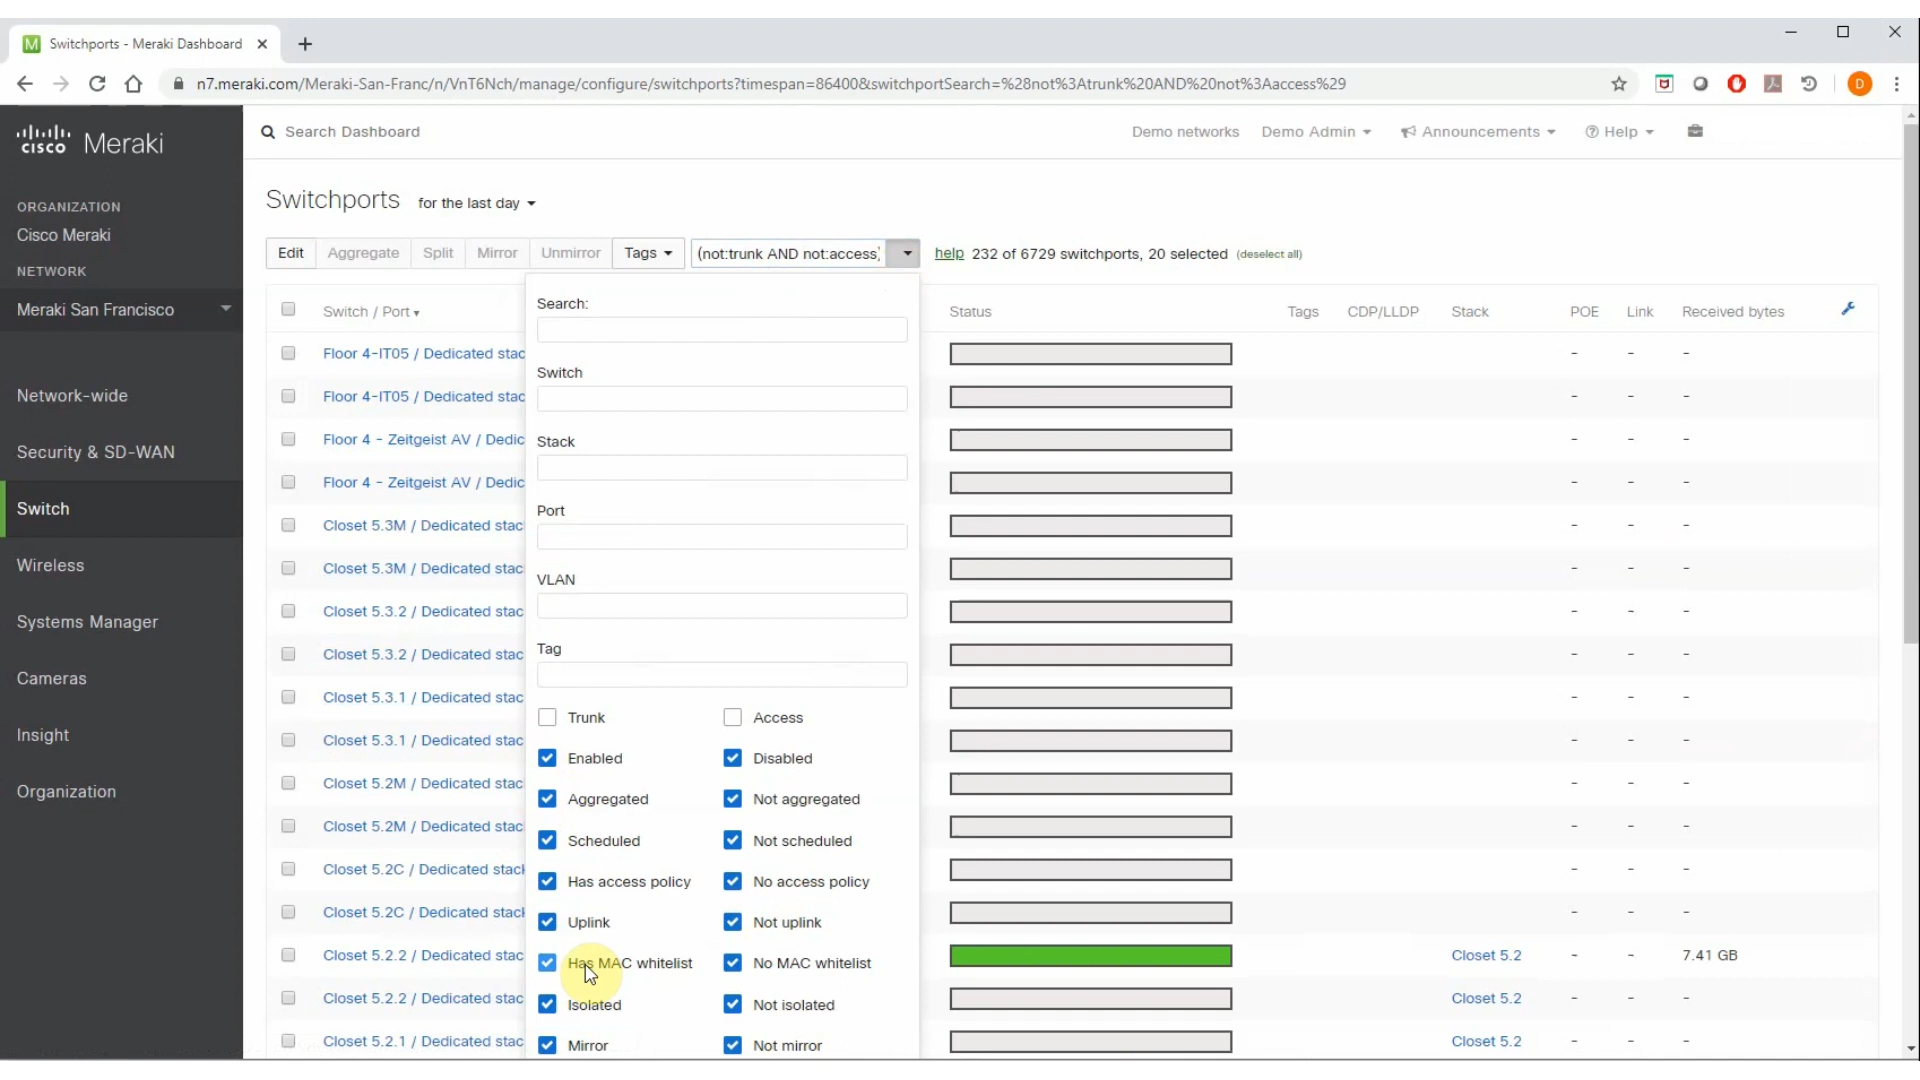 M Switchports - Meraki Dashboard
n7.meraki.com/Meraki-San-Franc/n/VnT6Nch/manage/configure/switchports?timespan=86400&switchportSearch=%28not%3Atrunk%20AND%20not%3Aaccess%29
D
cisco Meraki
Search Dashboard
Demo networks
Demo Admin
Announcements
Help
ORGANIZATION
Cisco Meraki
NETWORK
Meraki San Francisco
Network-wide
Security & SD-WAN
Switch
Wireless
Systems Manager
Cameras
Insight
Organization
Switchports for the last day
Edit
Aggregate
Split
Mirror
Unmirror
Tags
(not:trunk AND not:access)
help 232 of 6729 switchports, 20 selected (deselect all)
Switch / Port
Status
Tags
CDP/LLDP
Stack
POE
Link
Received bytes
Floor 4-IT05 / Dedicated stac - - -
Floor 4-IT05 / Dedicated stac - - -
Floor 4 - Zeitgeist AV / Dedic - - -
Floor 4 - Zeitgeist AV / Dedic - - -
Closet 5.3M / Dedicated stac - - -
Closet 5.3M / Dedicated stac - - -
Closet 5.3.2 / Dedicated stac - - -
Closet 5.3.2 / Dedicated stac - - -
Closet 5.3.1 / Dedicated stac - - -
Closet 5.3.1 / Dedicated stac - - -
Closet 5.2M / Dedicated stac - - -
Closet 5.2M / Dedicated stac - - -
Closet 5.2C / Dedicated stack - - -
Closet 5.2C / Dedicated stack - - -
Closet 5.2.2 / Dedicated stac Closet 5.2 - - 7.41 GB
Closet 5.2.2 / Dedicated stac Closet 5.2 - - -
Closet 5.2.1 / Dedicated stac Closet 5.2 - - -
Search:
Switch
Stack
Port
VLAN
Tag
Trunk
Access
Enabled
Disabled
Aggregated
Not aggregated
Scheduled
Not scheduled
Has access policy
No access policy
Uplink
Not uplink
Has MAC whitelist
No MAC whitelist
Isolated
Not isolated
Mirror
Not mirror